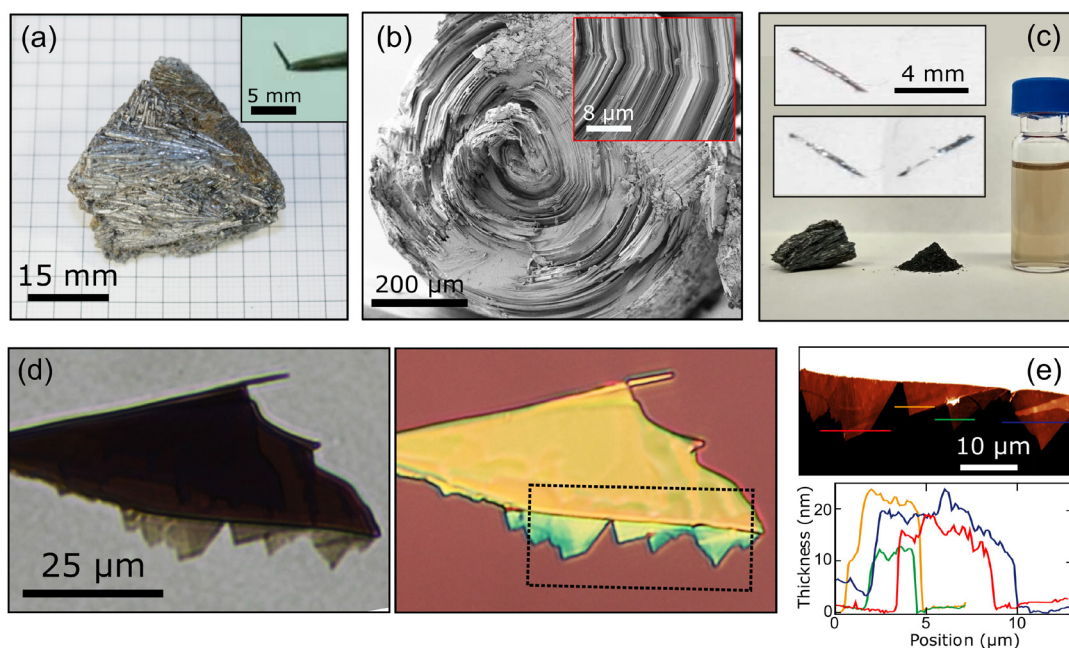 (a)
5 mm
15 mm
(b)
8 µm
200 µm
(c)
4 mm
(d)
25 µm
(e)
10 µm
Thickness (nm)
20
10
0
0
5
10
Position (µm)